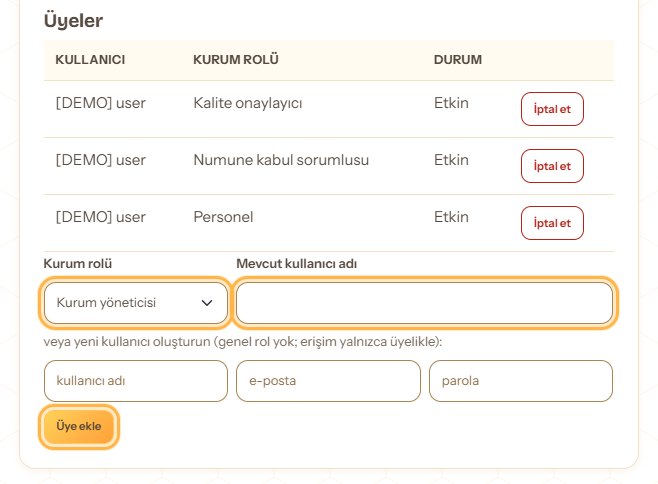 Üyeler
KULLANICI KURUM ROLÜ DURUM
[DEMO] user Kalite onaylayıcı Etkin İptal et
[DEMO] user Numune kabul sorumlusu Etkin İptal et
[DEMO] user Personel Etkin İptal et
Kurum rolü Mevcut kullanıcı adı
Kurum yöneticisi
veya yeni kullanıcı oluşturun (genel rol yok; erişim yalnızca üyelikle):
kullanıcı adı e-posta parola
Üye ekle